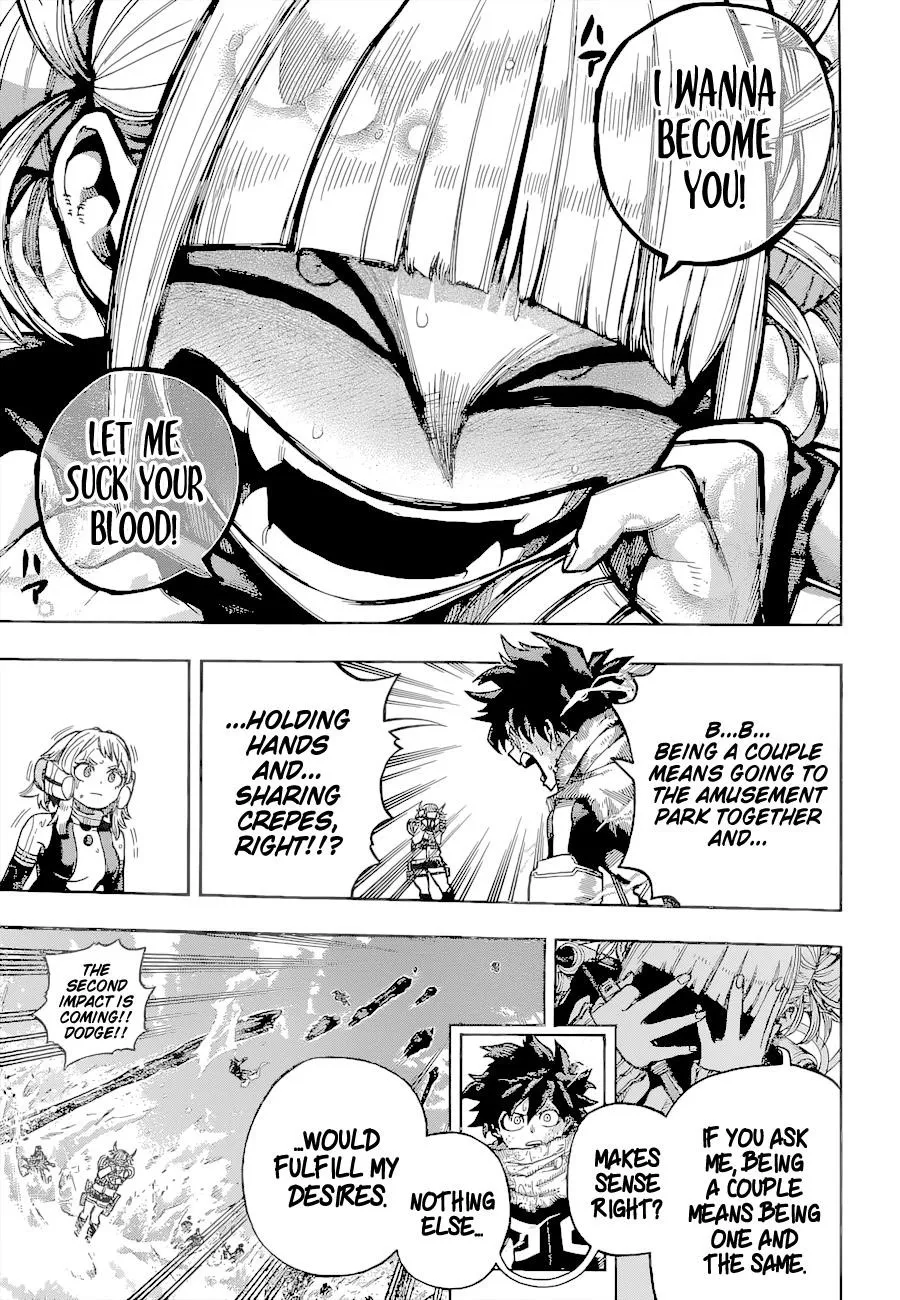 I WANNA
BECOME
YOU!
ハァ
LET ME
SUCK YOUR
BLOOD!
ハァ
B...B...
BEING A COUPLE
MEANS GOING TO
THE AMUSEMENT
PARK TOGETHER
AND...
...HOLDING
HANDS
AND...
SHARING
CREPES,
RIGHT!!?
IF YOU ASK
ME, BEING
A COUPLE
MEANS BEING
ONE AND
THE SAME.
MAKES
SENSE
RIGHT?
NOTHING
ELSE...
...WOULD
FULFILL MY
DESIRES.
THE
SECOND
IMPACT IS
COMING!!
DODGE!!